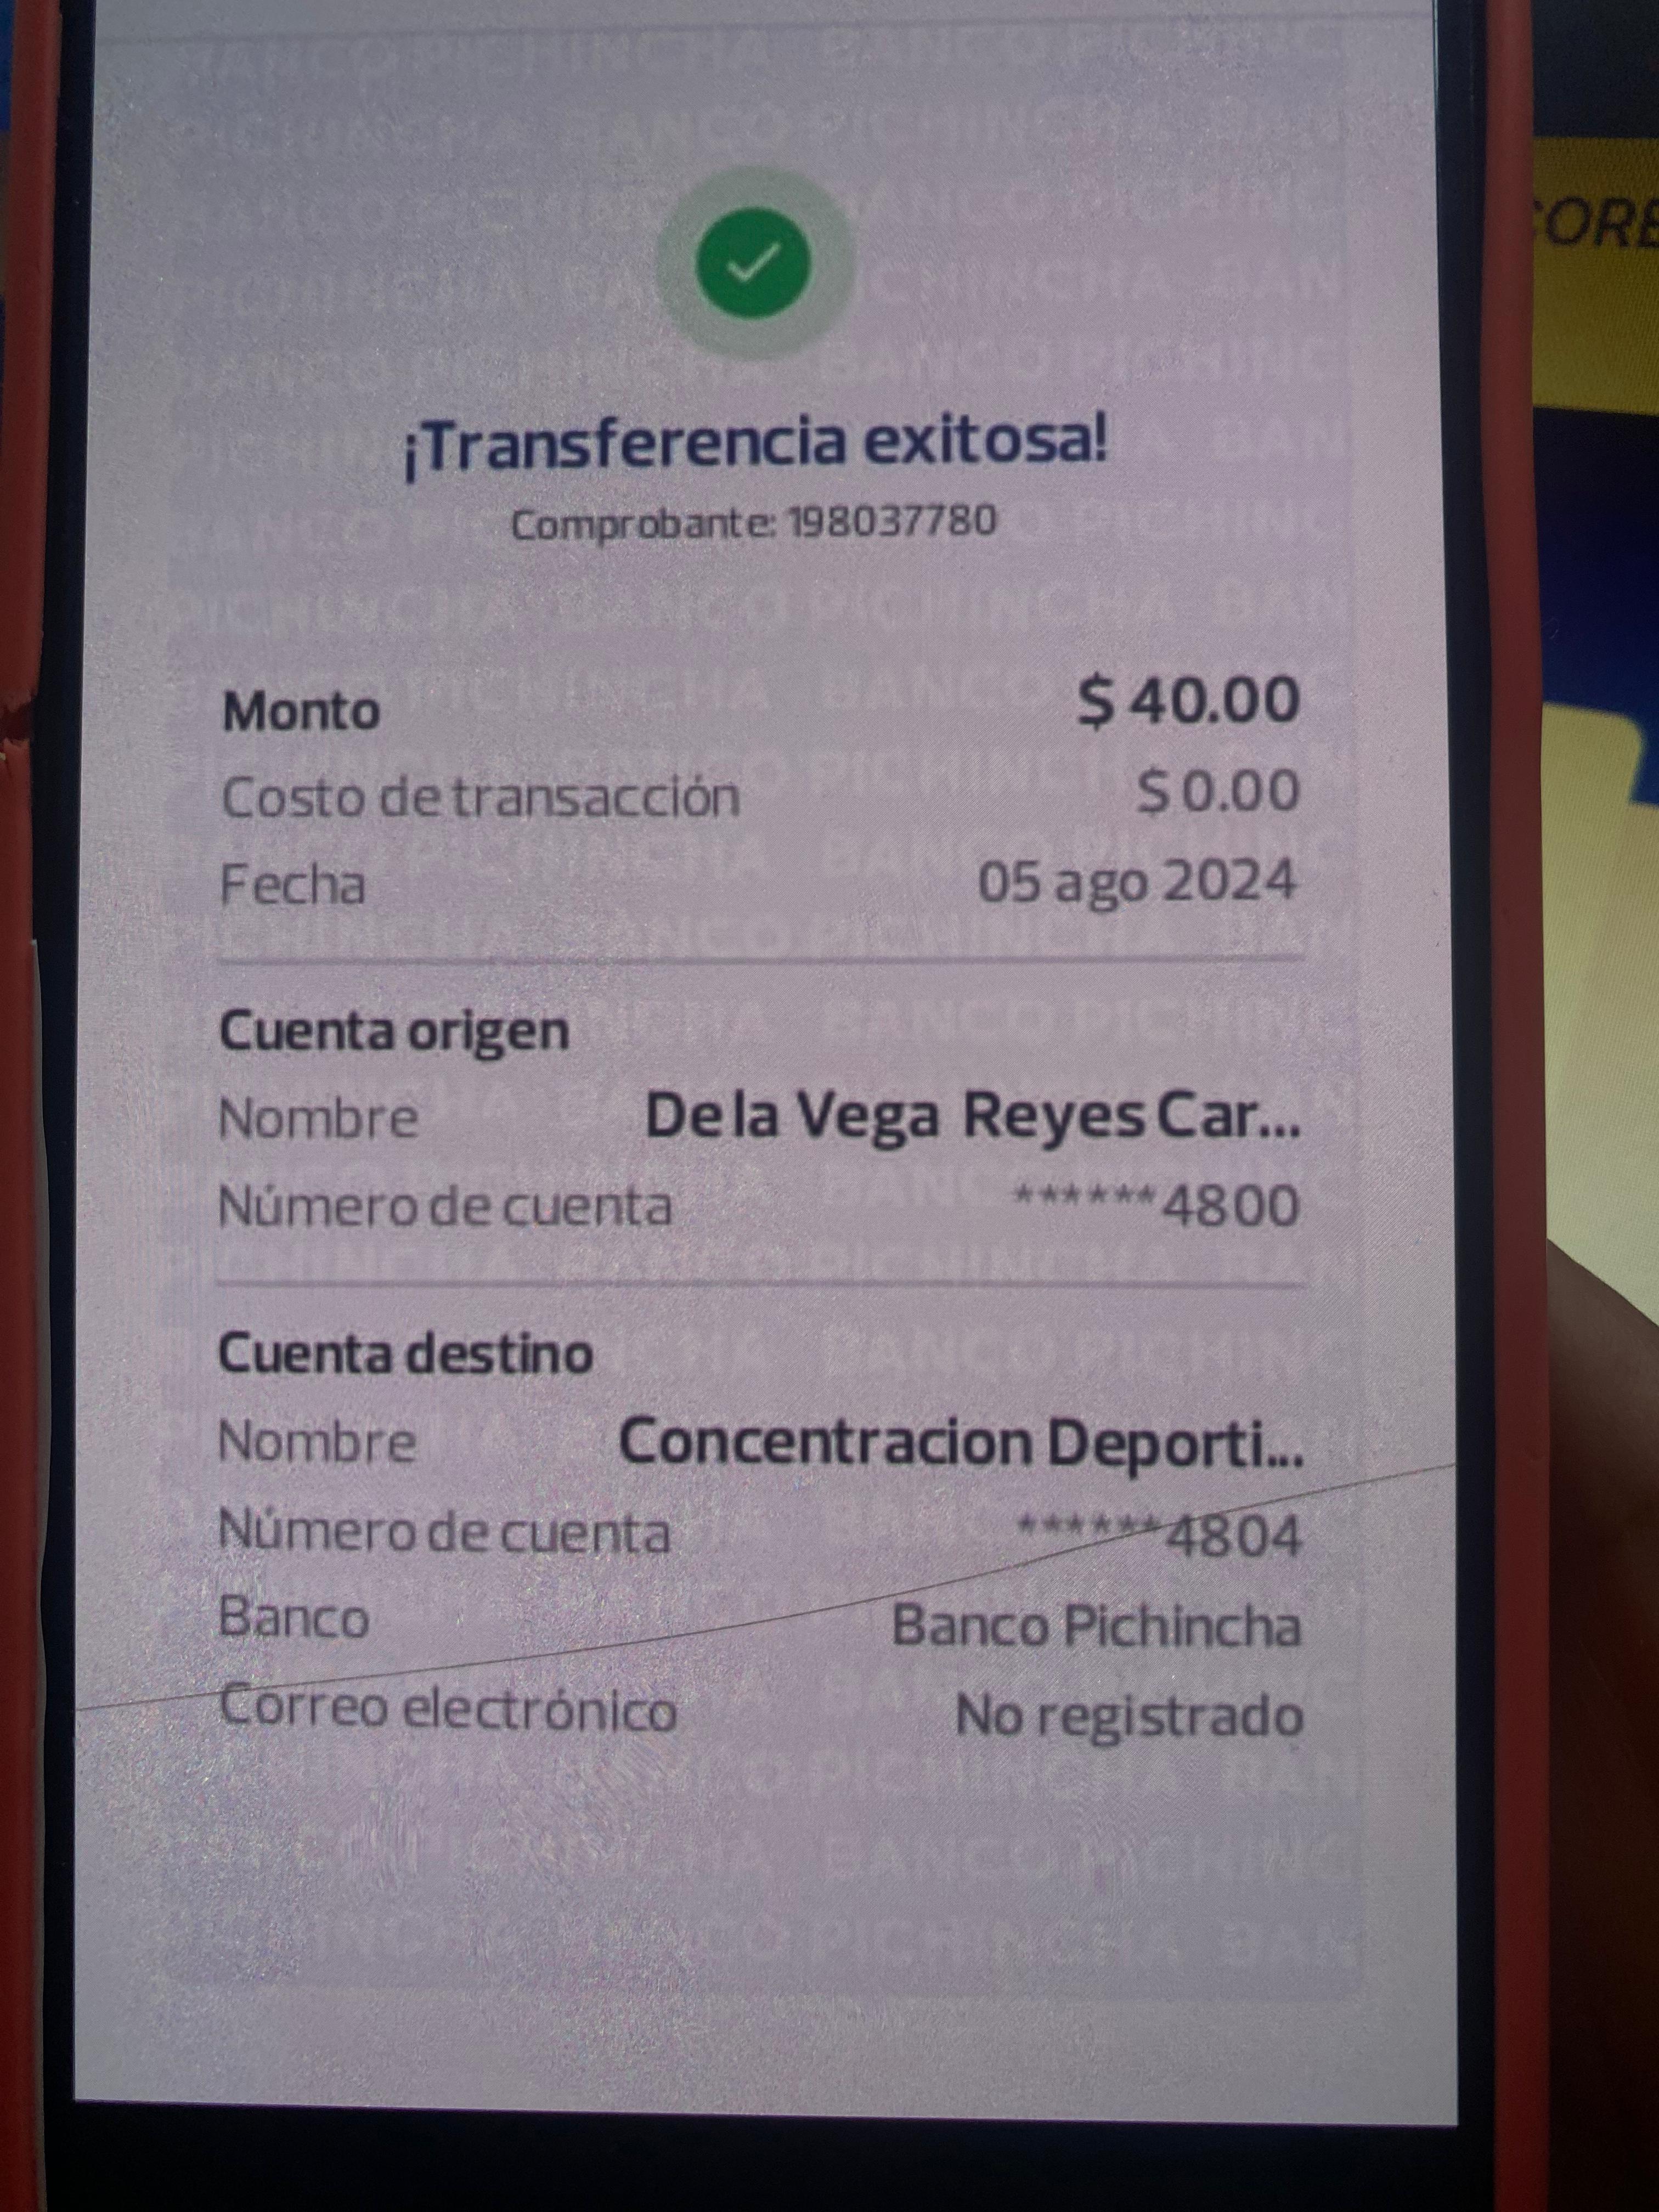 ¡Transferencia exitosa!
Comprobante: 198037780
Monto $ 40.00
Costo de transacción $ 0.00
Fecha 05 ago 2024
Cuenta origen
Nombre De la Vega Reyes Car...
Número de cuenta ******4800
Cuenta destino
Nombre Concentracion Deporti...
Número de cuenta ******4804
Banco Banco Pichincha
Correo electrónico No registrado